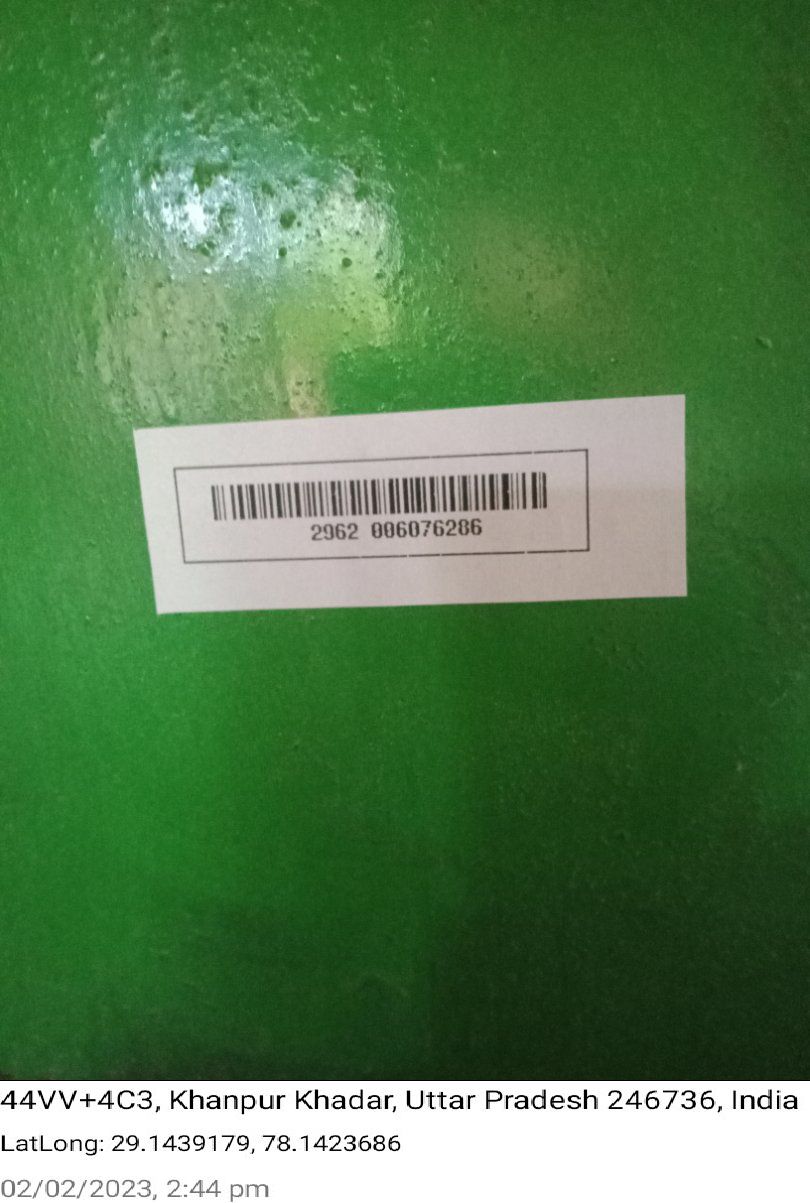 2962 006076286
44VV+4C3, Khanpur Khadar, Uttar Pradesh 246736, India
LatLong: 29.1439179, 78.1423686
02/02/2023, 2:44 pm